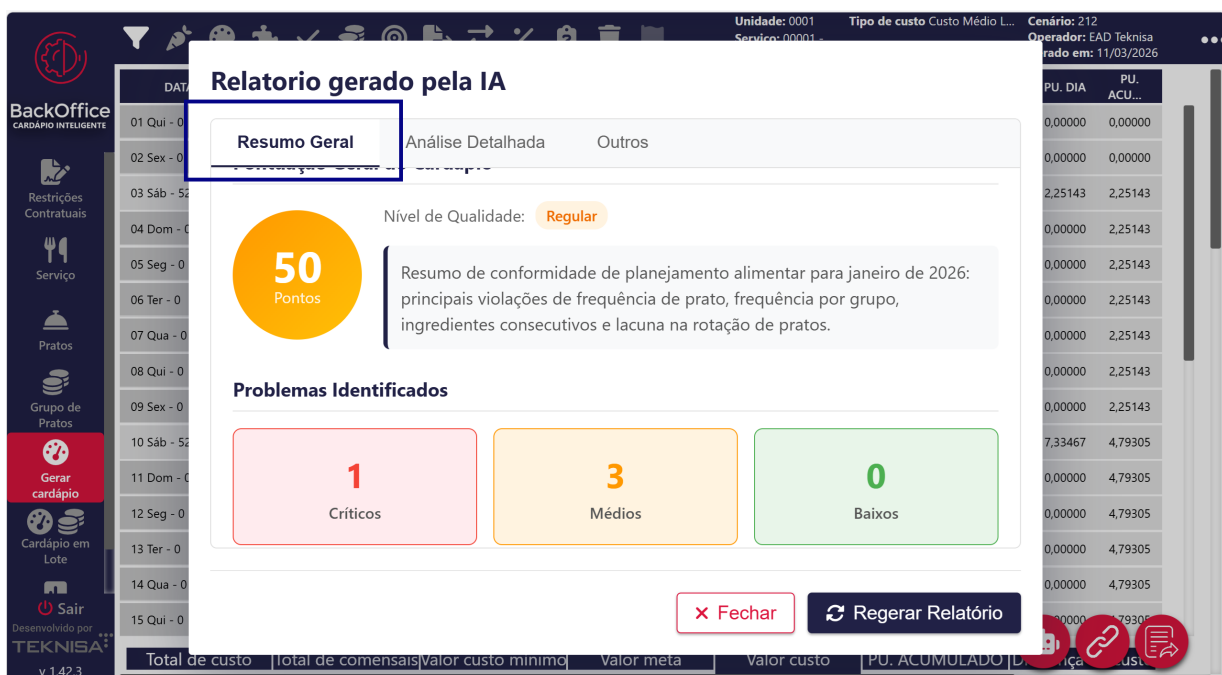 Unidade: 0001
Tipo de custo Custo Médio L...
Cenário: 212
Serviço: 00001 -
Operador: EAD Teknisa
rado em: 11/03/2026
BackOffice
CARDÁPIO INTELIGENTE
Restrições
Contratuais
Serviço
Pratos
Grupo de
Pratos
Gerar
cardápio
Cardápio em
Lote
Sair
Desenvolvido por
TEKNISA
v 1.42.3
DAT
PU. DIA
PU.
ACU...
01 Qui - 0
0,00000
0,00000
02 Sex - 0
0,00000
0,00000
03 Sáb - 52
2,25143
2,25143
04 Dom - 0
0,00000
2,25143
05 Seg - 0
0,00000
2,25143
06 Ter - 0
0,00000
2,25143
07 Qua - 0
0,00000
2,25143
08 Qui - 0
0,00000
2,25143
09 Sex - 0
0,00000
2,25143
10 Sáb - 52
7,33467
4,79305
11 Dom - 0
0,00000
4,79305
12 Seg - 0
0,00000
4,79305
13 Ter - 0
0,00000
4,79305
14 Qua - 0
0,00000
4,79305
15 Qui - 0
Relatorio gerado pela IA
Resumo Geral
Análise Detalhada
Outros
Pontuação Geral do Cardápio
50
Pontos
Nível de Qualidade: Regular
Resumo de conformidade de planejamento alimentar para janeiro de 2026:
principais violações de frequência de prato, frequência por grupo,
ingredientes consecutivos e lacuna na rotação de pratos.
Problemas Identificados
1
Críticos
3
Médios
0
Baixos
Fechar
Regerar Relatório
Total de custo
Total de comensais
Valor custo minimo
Valor meta
Valor custo
PU. ACUMULADO